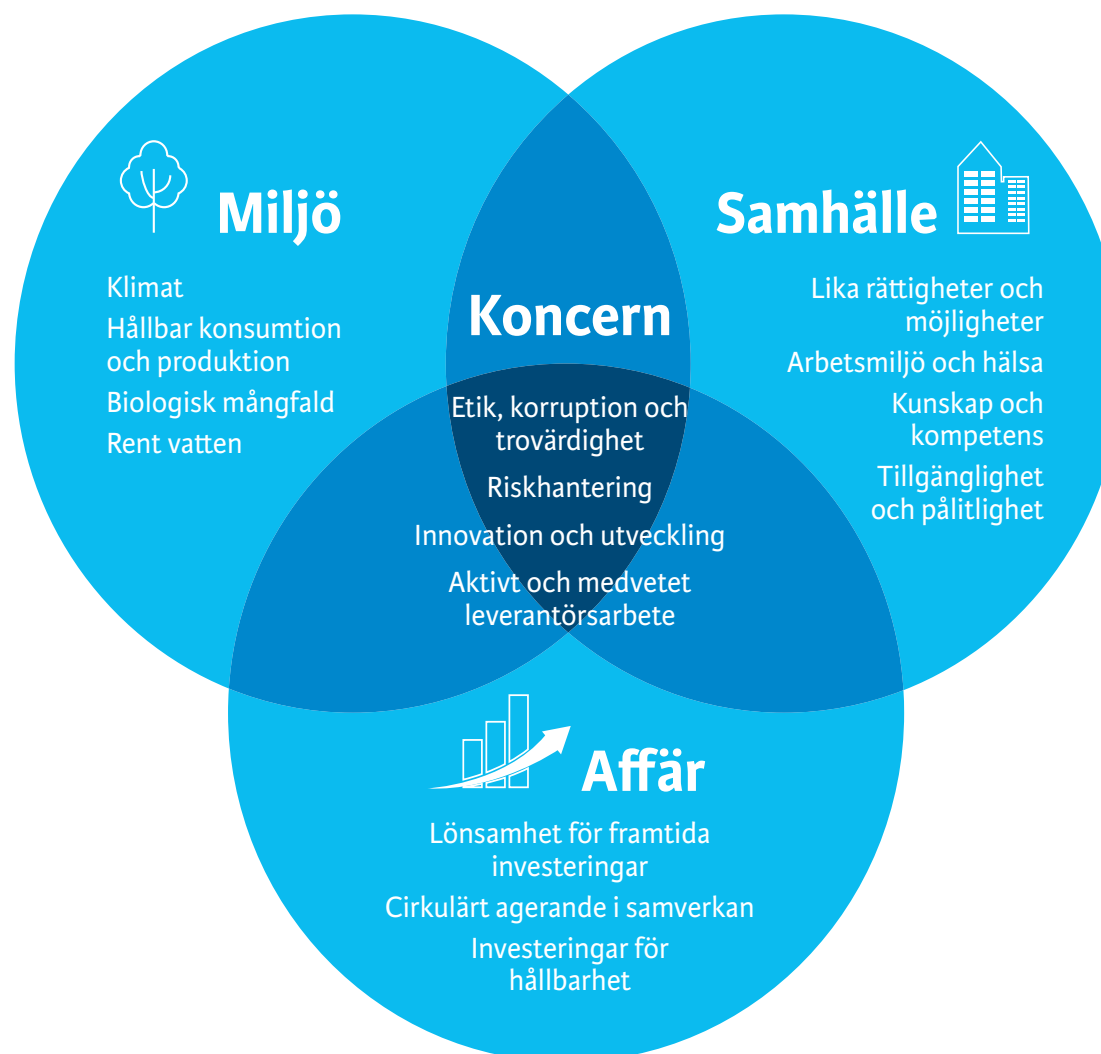 Miljö
Klimat
Hållbar konsumtion
och produktion
Biologisk mångfald
Rent vatten
Samhälle
Lika rättigheter och
möjligheter
Arbetsmiljö och hälsa
Kunskap och
kompetens
Tillgänglighet
och pålitlighet
Koncern
Etik, korruption och
trovärdighet
Riskhantering
Innovation och utveckling
Aktivt och medvetet
leverantörsarbete
Affär
Lönsamhet för framtida
investeringar
Cirkulärt agerande i samverkan
Investeringar för
hållbarhet